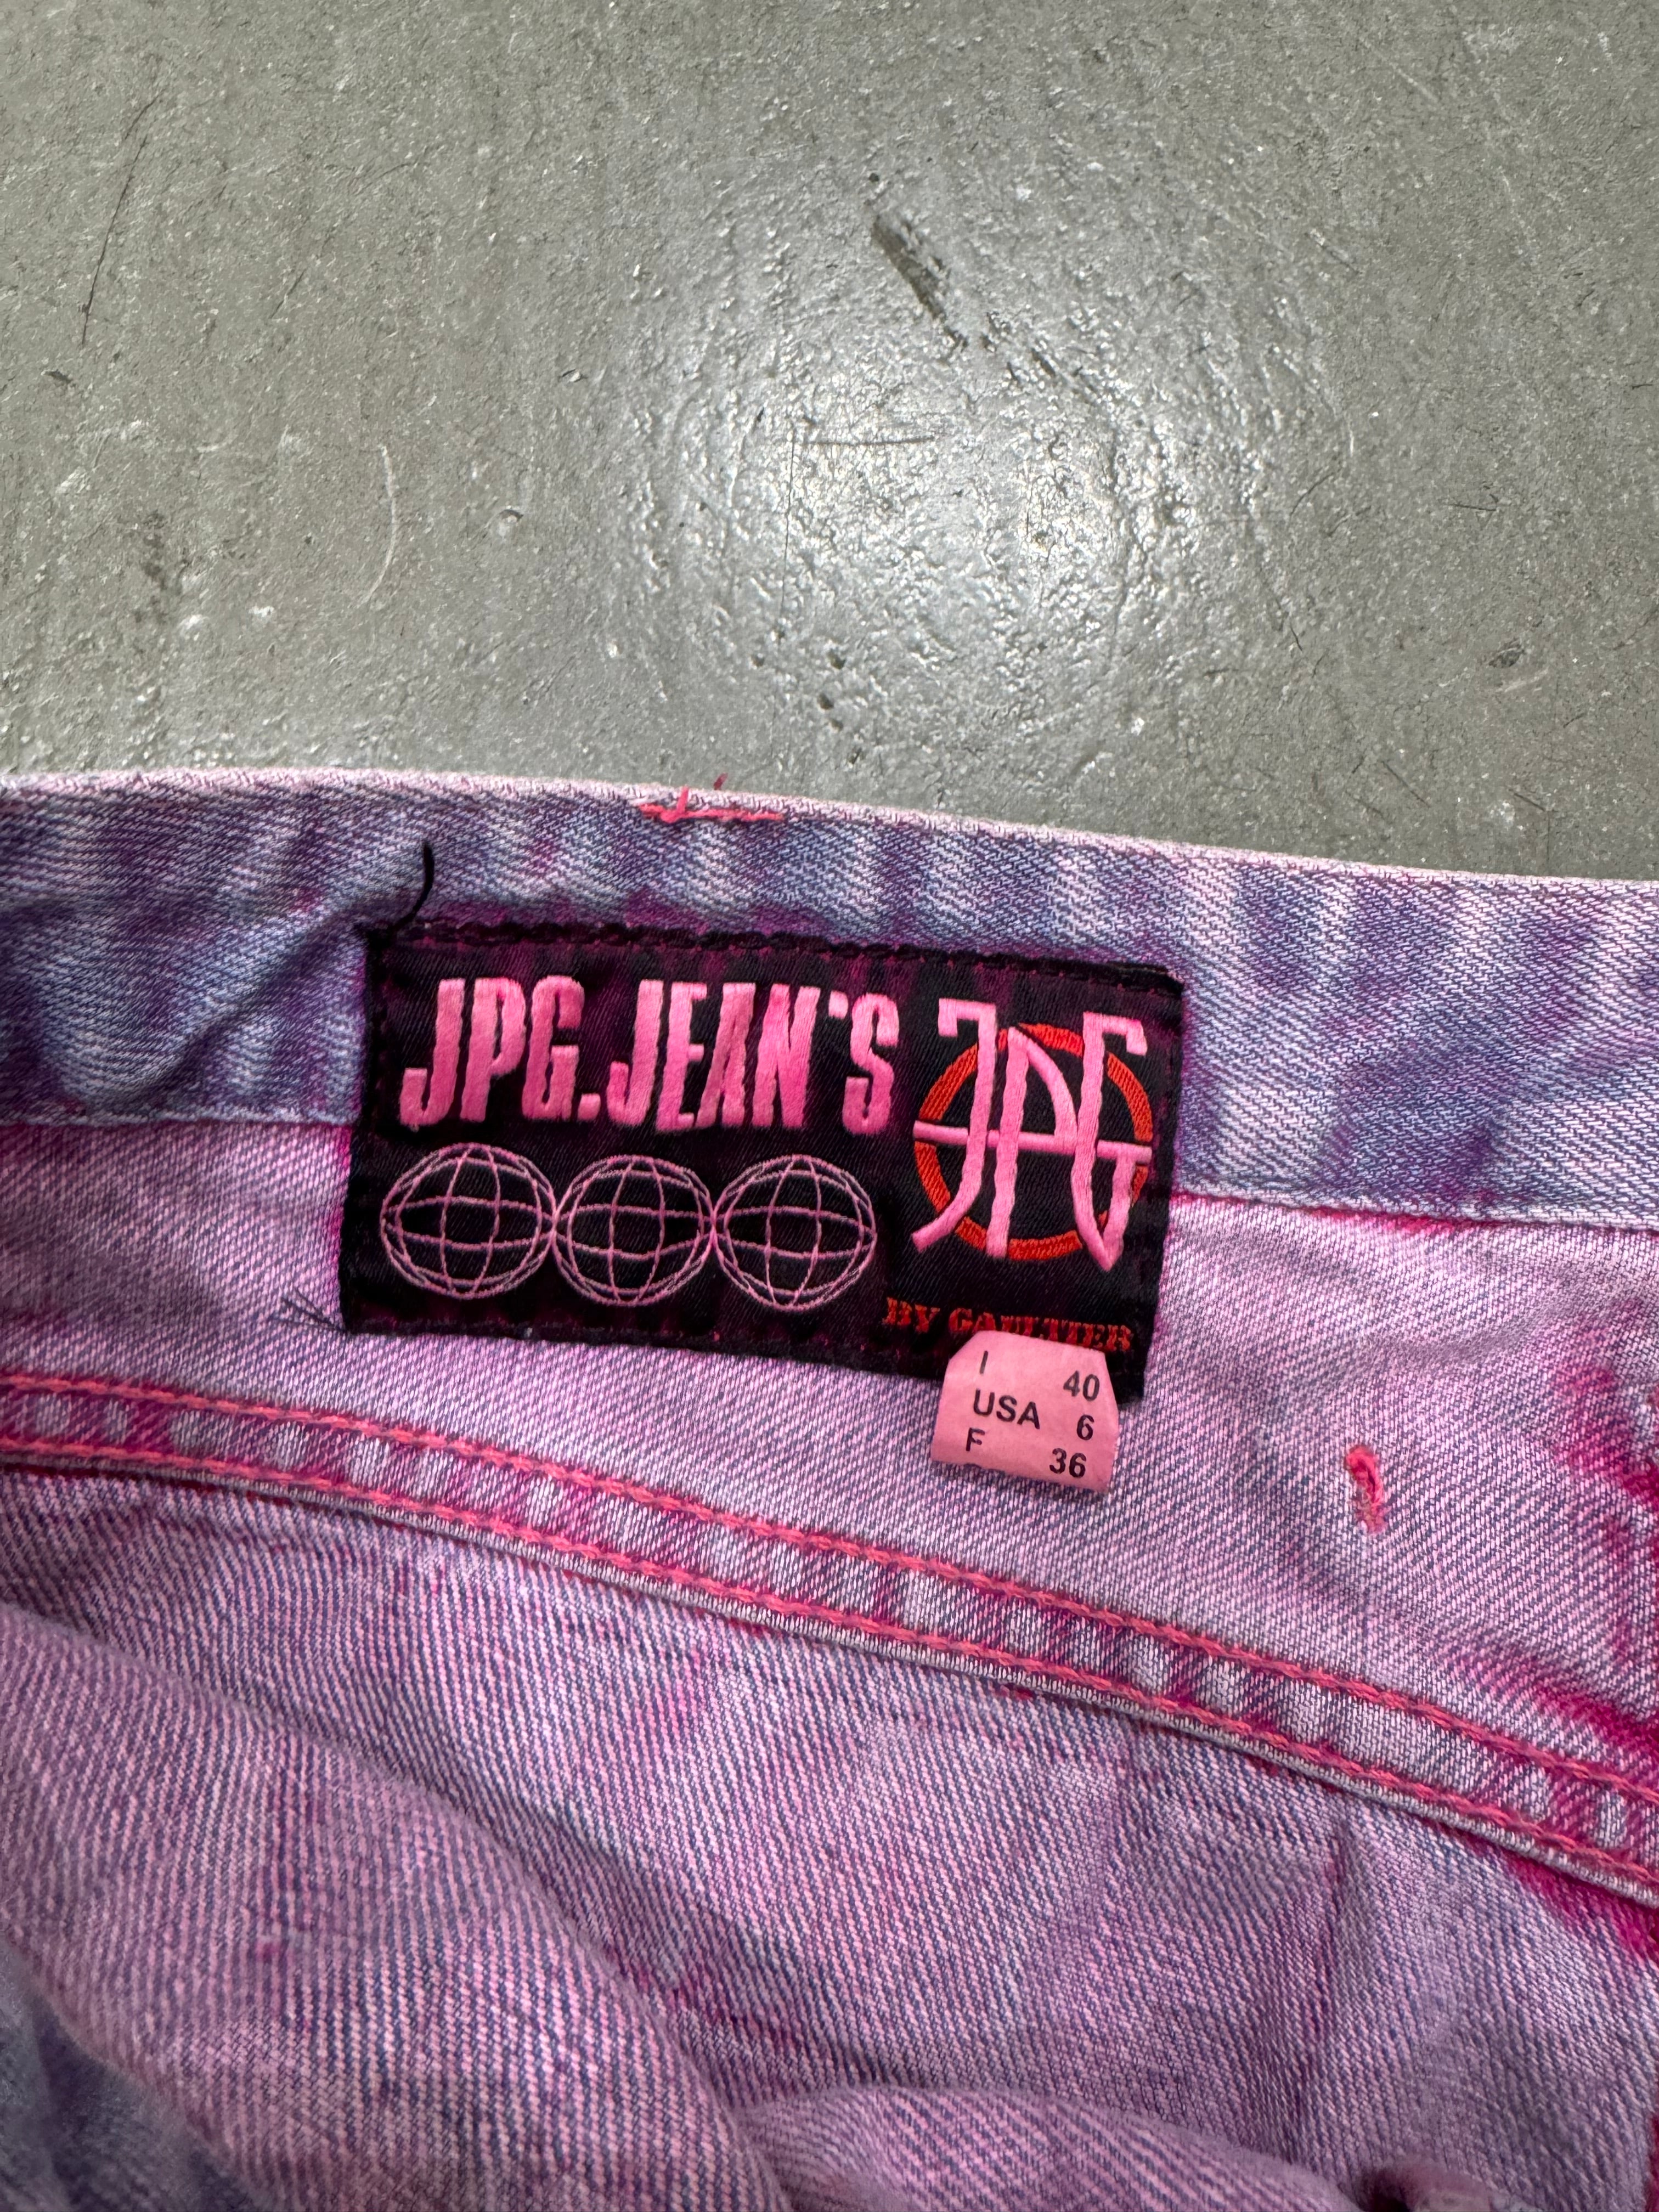 JPG.JEAN'S
JPG
BY GAULTIER
I 40
USA 6
F 36